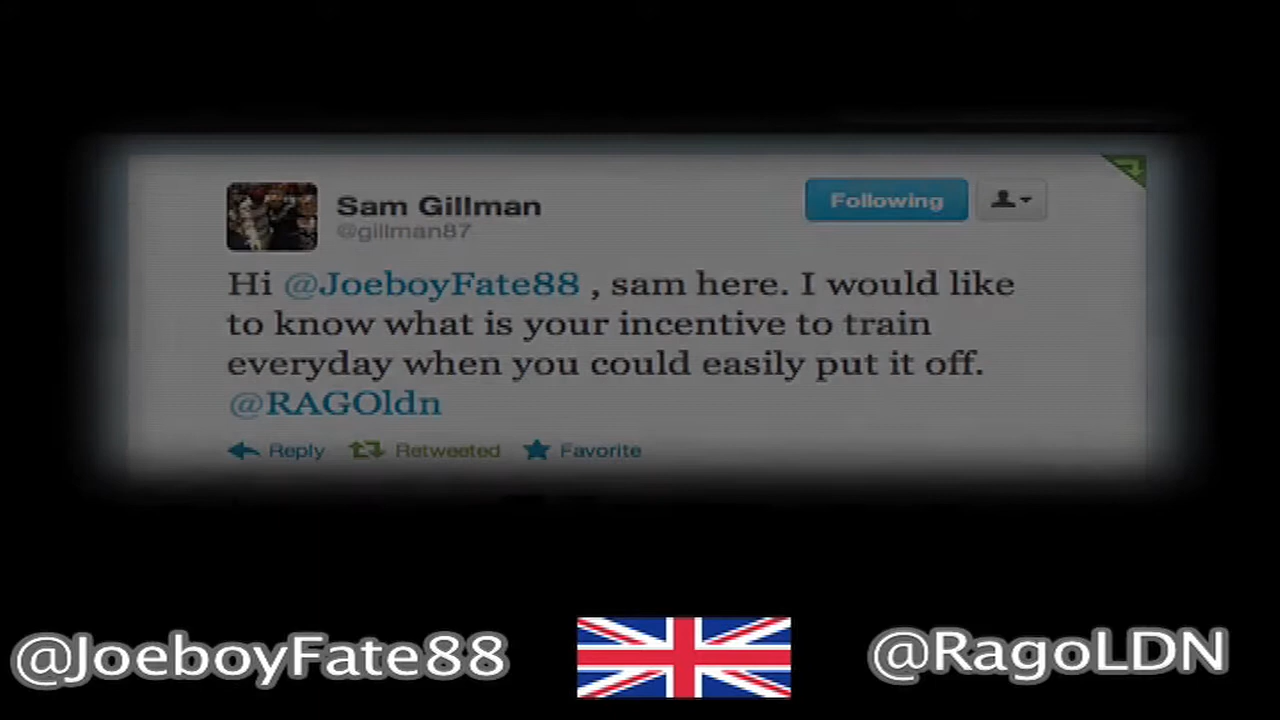 Sam Gillman
Following
@gillman87
Hi @JoeboyFate88 , sam here. I would like
to know what is your incentive to train
everyday when you could easily put it off.
@RAGOldn
Reply Retweeted Favorite
@JoeboyFate88 @RagoLDN